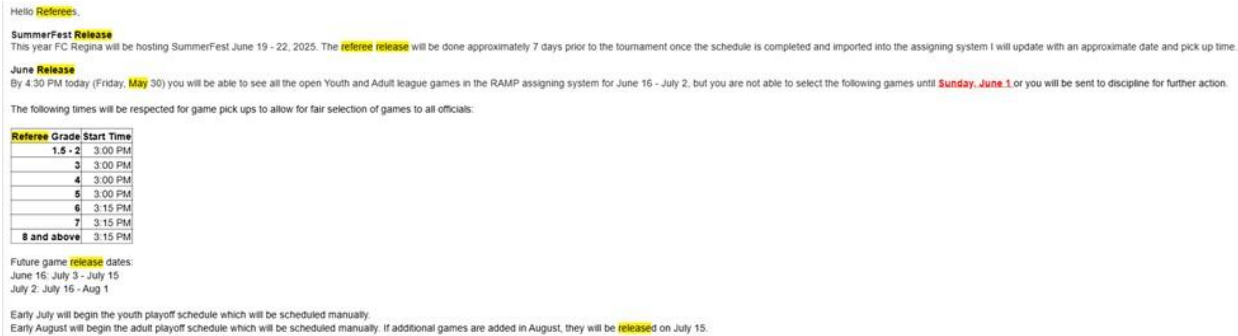 Hello Referees,
SummerFest Release
This year FC Regina will be hosting SummerFest June 19 - 22, 2025. The referee release will be done approximately 7 days prior to the tournament once the schedule is completed and imported into the assigning system I will update with an approximate date and pick up time.
June Release
By 4:30 PM today (Friday, May 30) you will be able to see all the open Youth and Adult league games in the RAMP assigning system for June 16 - July 2, but you are not able to select the following games until Sunday, June 1 or you will be sent to discipline for further action.
The following times will be respected for game pick ups to allow for fair selection of games to all officials:
Referee Grade Start Time
1.5 - 2 3:00 PM
3 3:00 PM
4 3:00 PM
5 3:00 PM
6 3:15 PM
7 3:15 PM
8 and above 3:15 PM
Future game release dates:
June 16: July 3 - July 15
July 2: July 16 - Aug 1
Early July will begin the youth playoff schedule which will be scheduled manually.
Early August will begin the adult playoff schedule which will be scheduled manually. If additional games are added in August, they will be released on July 15.